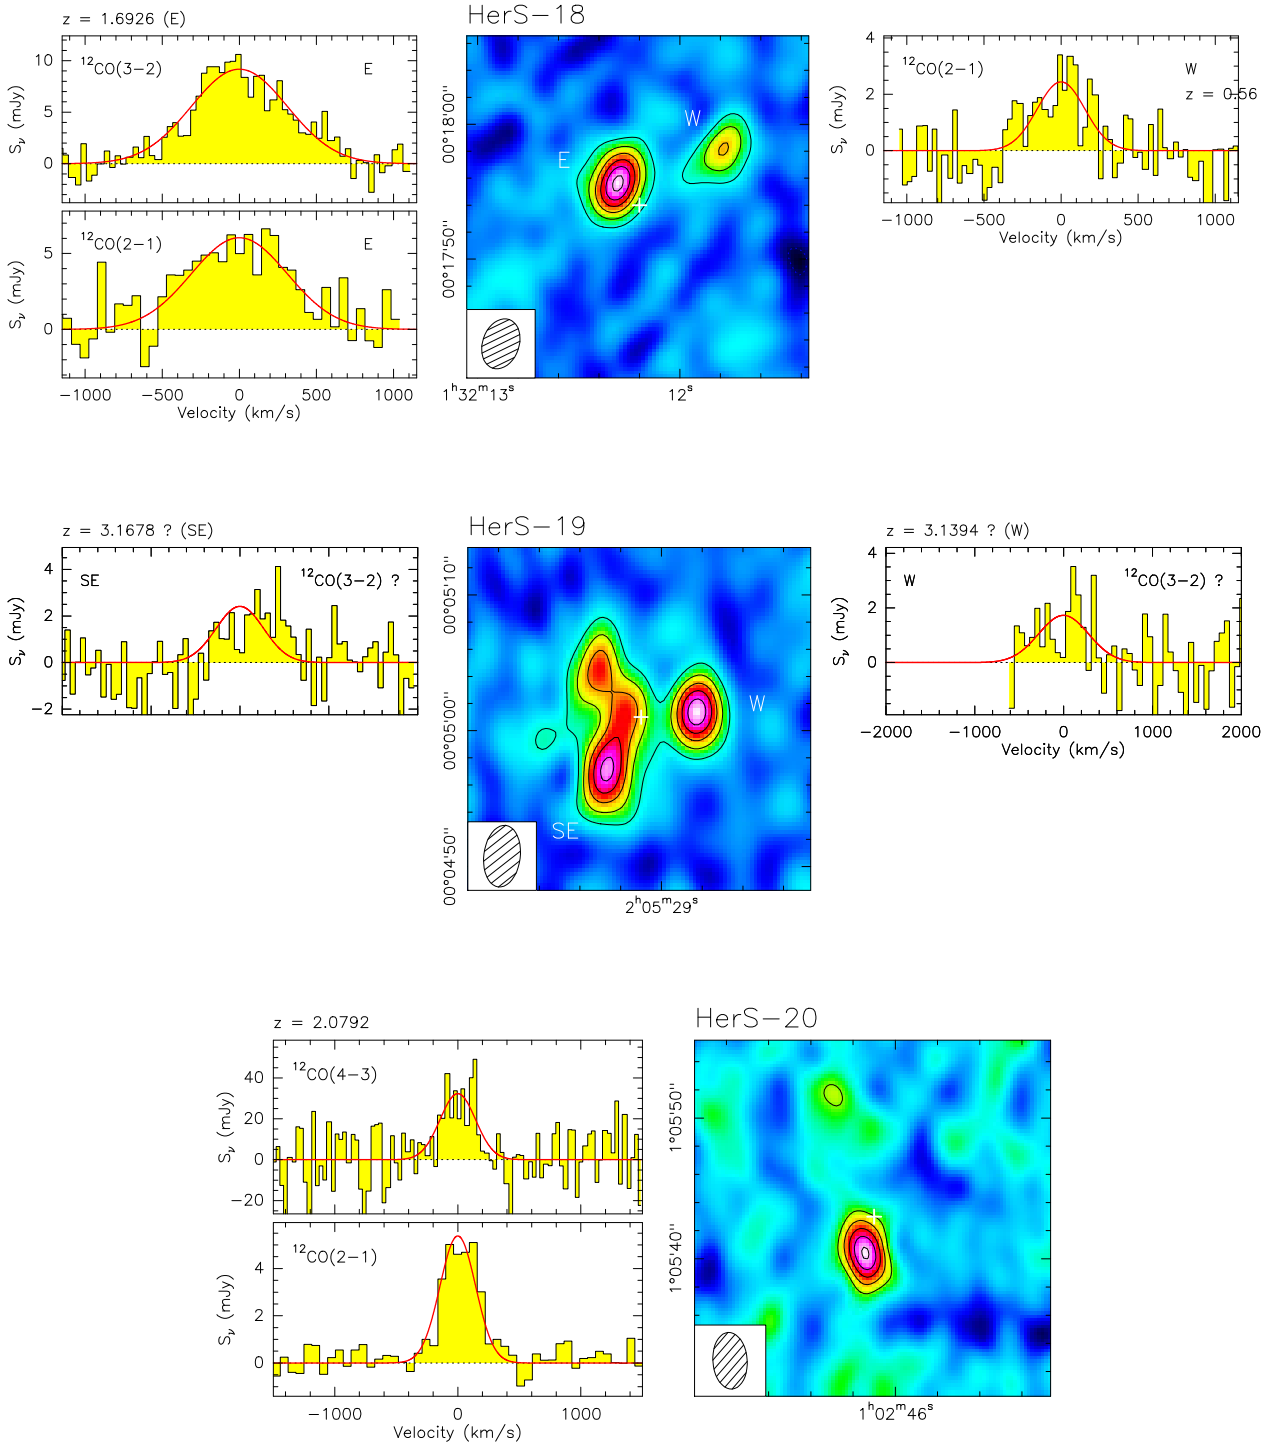 HerS-18
z = 1.6926 (E)
¹²CO(3-2) E
10
5
0
Sν (mJy)
¹²CO(2-1) E
5
0
Sν (mJy)
-1000 -500 0 500 1000
Velocity (km/s)
E
W
00°18'00''
00°17'50''
1ʰ32ᵐ13ˢ 12ˢ
¹²CO(2-1) W
z = 0.56
4
2
0
Sν (mJy)
-1000 -500 0 500 1000
Velocity (km/s)
HerS-19
z = 3.1678 ? (SE)
SE ¹²CO(3-2) ?
4
2
0
-2
Sν (mJy)
W
SE
00°05'10''
00°05'00''
00°04'50''
2ʰ05ᵐ29ˢ
z = 3.1394 ? (W)
W ¹²CO(3-2) ?
4
2
0
Sν (mJy)
-2000 -1000 0 1000 2000
Velocity (km/s)
HerS-20
z = 2.0792
¹²CO(4-3)
40
20
0
-20
Sν (mJy)
¹²CO(2-1)
4
2
0
Sν (mJy)
-1000 0 1000
Velocity (km/s)
1°05'50''
1°05'40''
1ʰ02ᵐ46ˢ